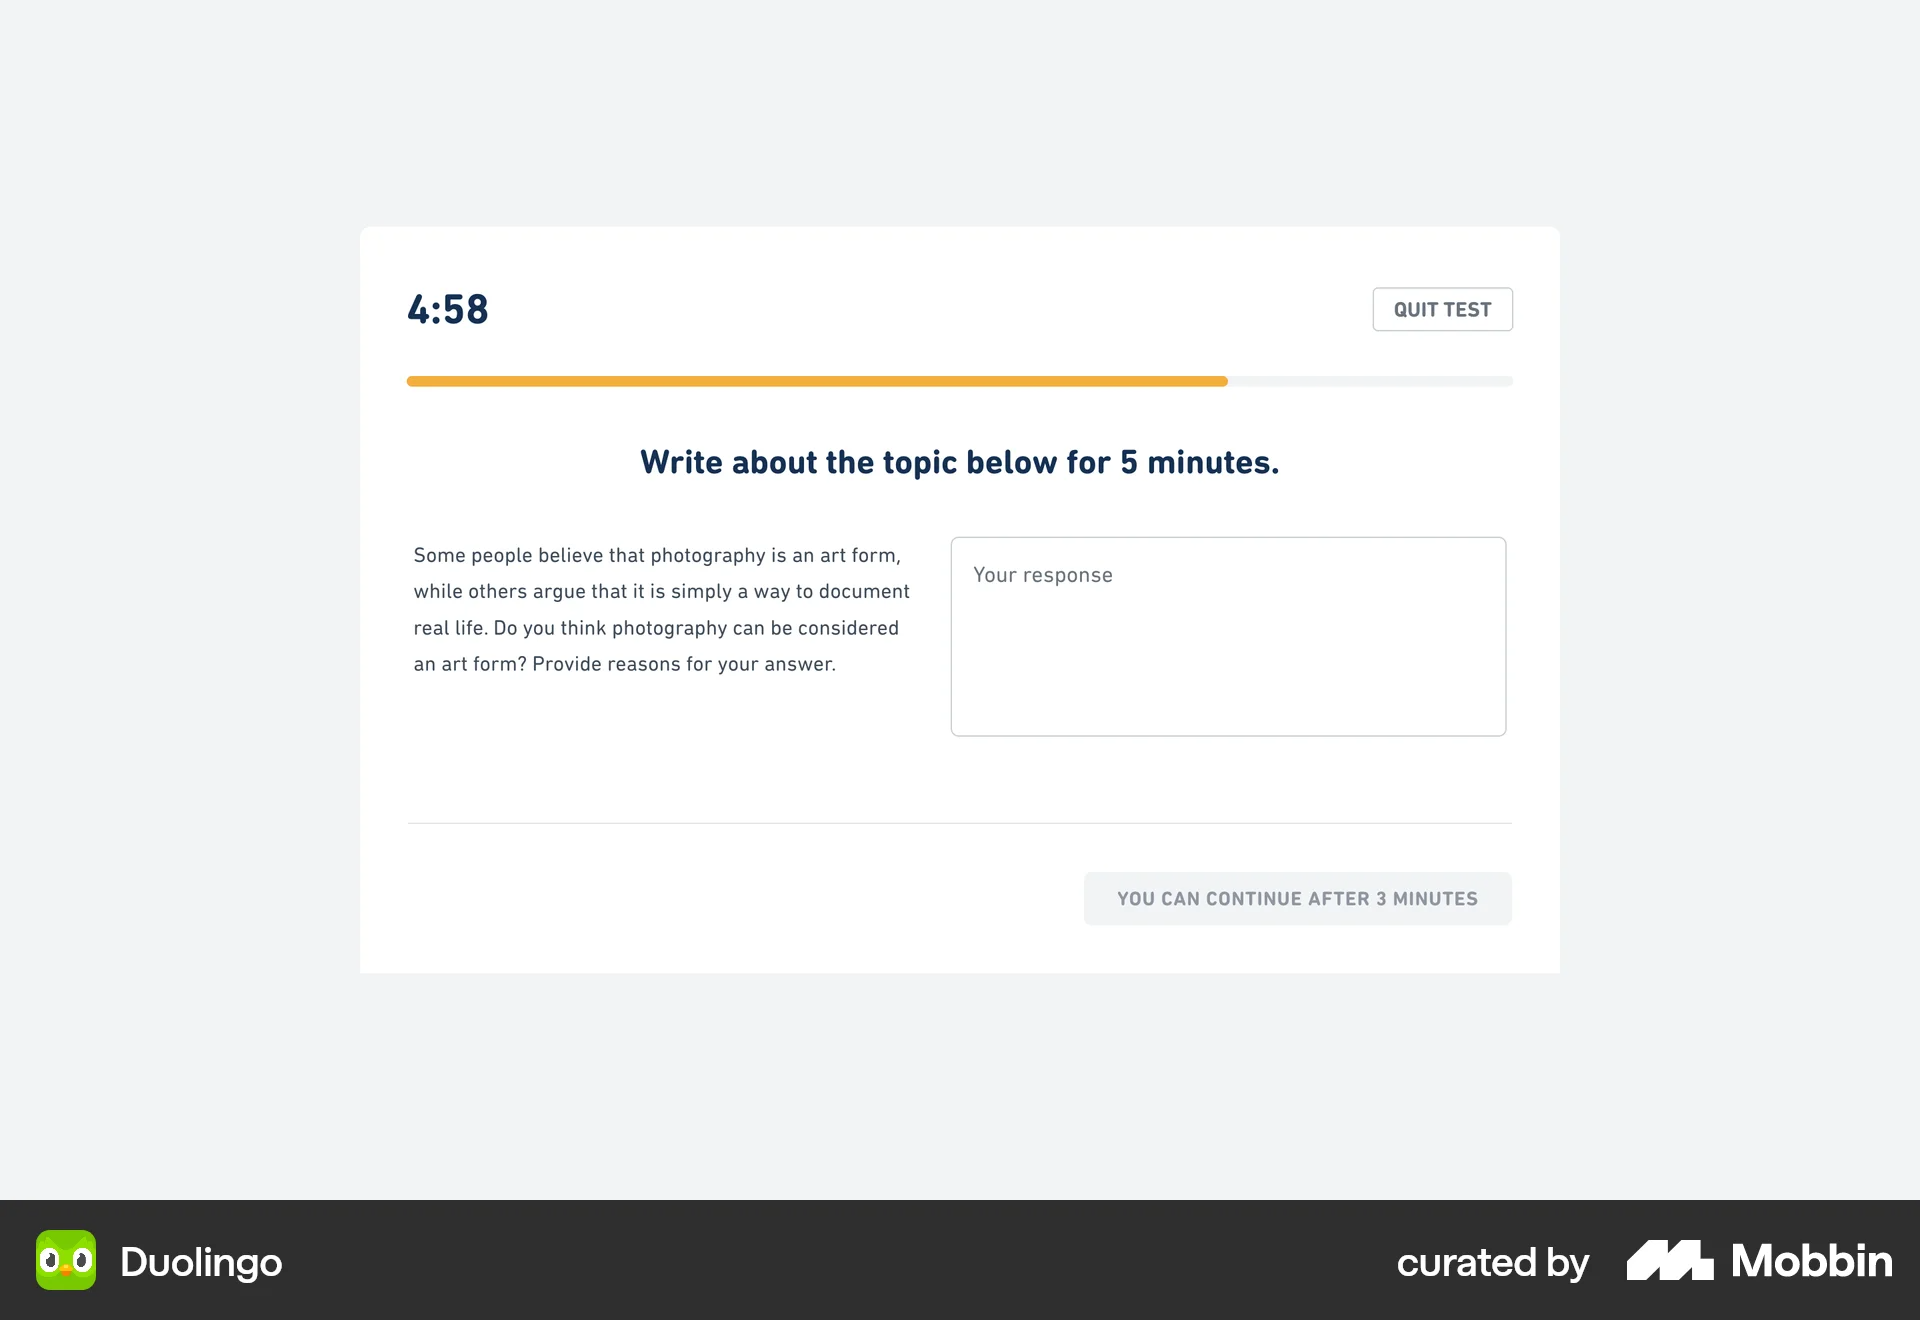 4:58
QUIT TEST
Write about the topic below for 5 minutes.
Some people believe that photography is an art form,
while others argue that it is simply a way to document
real life. Do you think photography can be considered
an art form? Provide reasons for your answer.
Your response
YOU CAN CONTINUE AFTER 3 MINUTES
Duolingo
curated by Mobbin